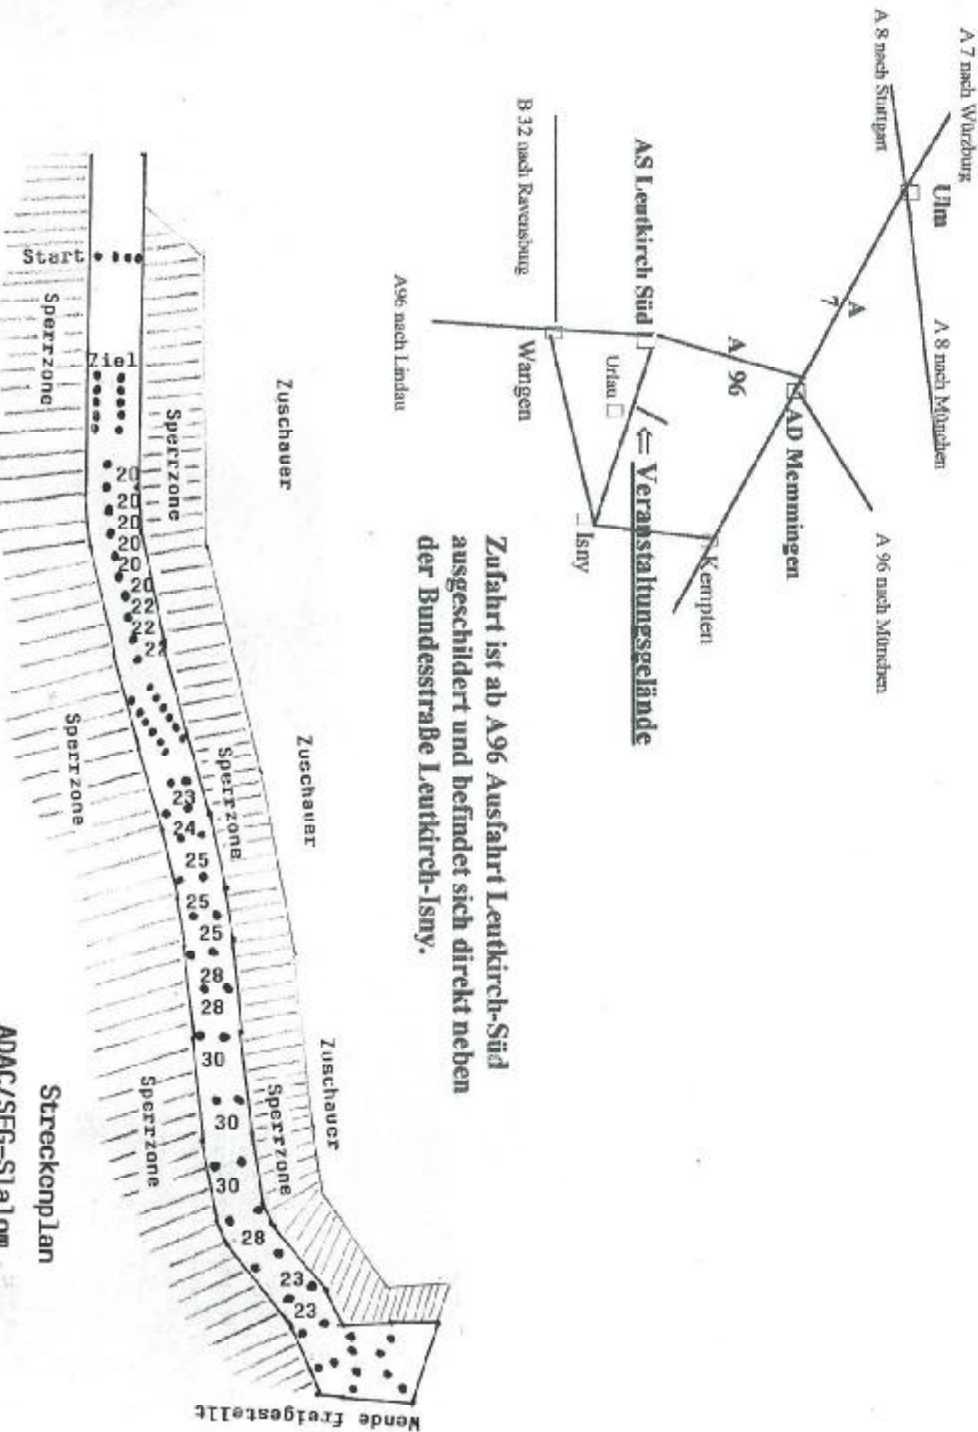 A 7 nach Würzburg
A 8 nach Stuttgart
Ulm
A 8 nach München
A 7
AD Memmingen
A 96 nach München
A 96
Kempten
AS Leutkirch Süd
Urlau
⇐ Veranstaltungsgelände
Isny
B 32 nach Ravensburg
Wangen
A96 nach Lindau
Zufahrt ist ab A96 Ausfahrt Leutkirch-Süd
ausgeschildert und befindet sich direkt neben
der Bundesstraße Leutkirch-Isny.
Zuschauer
Zuschauer
Zuschauer
Sperrzone
Sperrzone
Sperrzone
Start
Ziel
20
20
20
20
20
20
22
22
22
23
24
25
25
25
28
28
30
30
30
28
23
23
Wende freigestellt
Sperrzone
Sperrzone
Sperrzone
Streckenplan
ADAC/SFG-Slalom